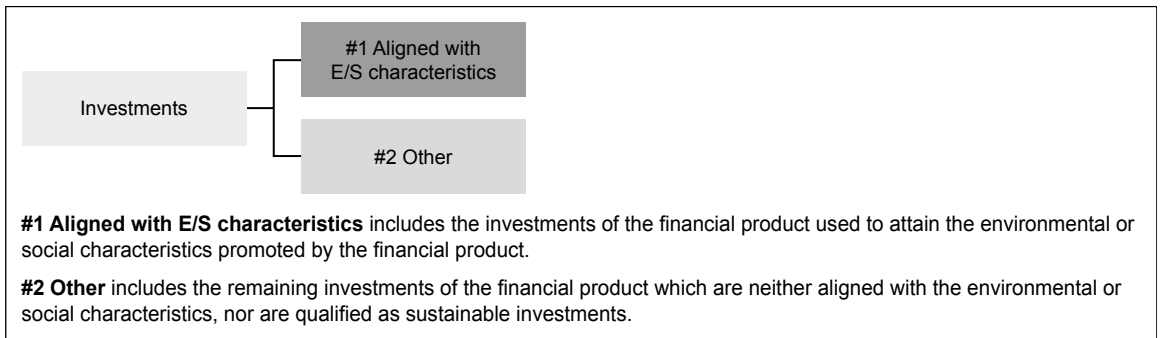 #1 Aligned with
E/S characteristics
Investments
#2 Other
#1 Aligned with E/S characteristics includes the investments of the financial product used to attain the environmental or
social characteristics promoted by the financial product.
#2 Other includes the remaining investments of the financial product which are neither aligned with the environmental or
social characteristics, nor are qualified as sustainable investments.